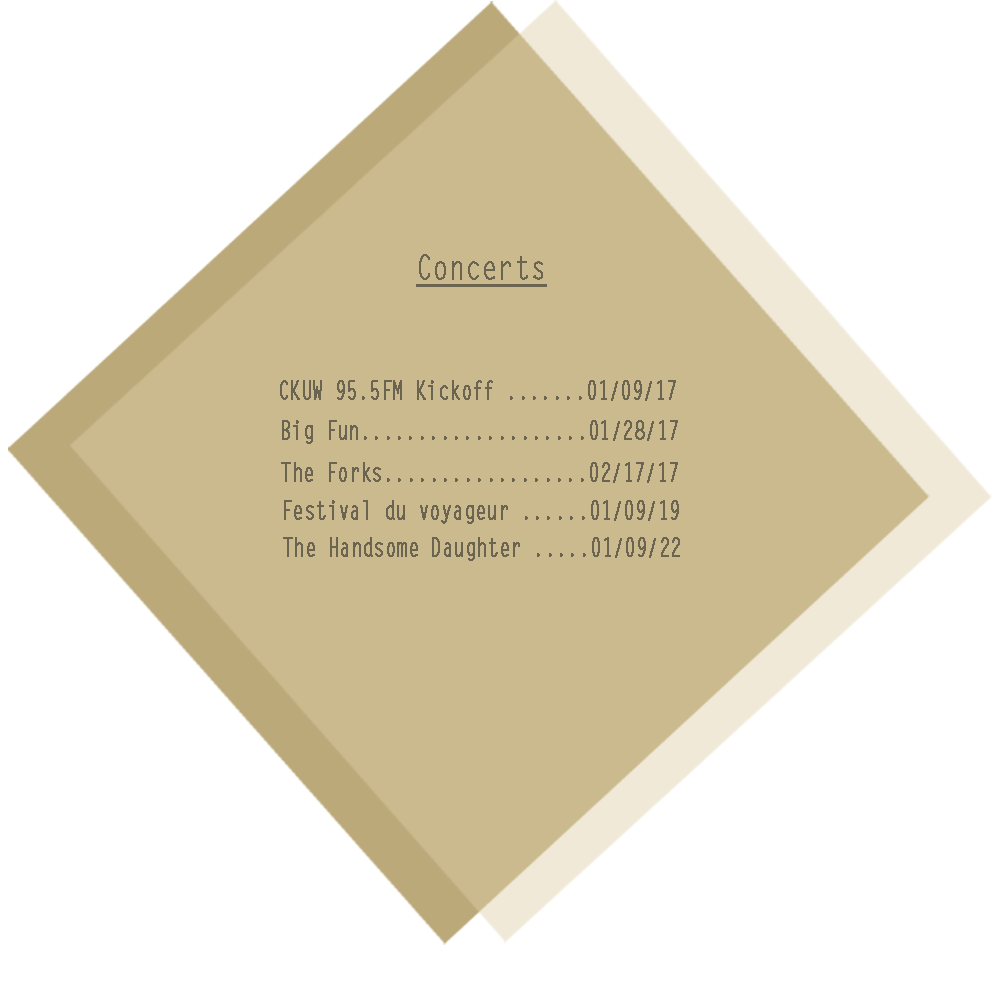 Concerts
CKUW 95.5FM Kickoff .......01/09/17
Big Fun....................01/28/17
The Forks..................02/17/17
Festival du voyageur ......01/09/19
The Handsome Daughter .....01/09/22